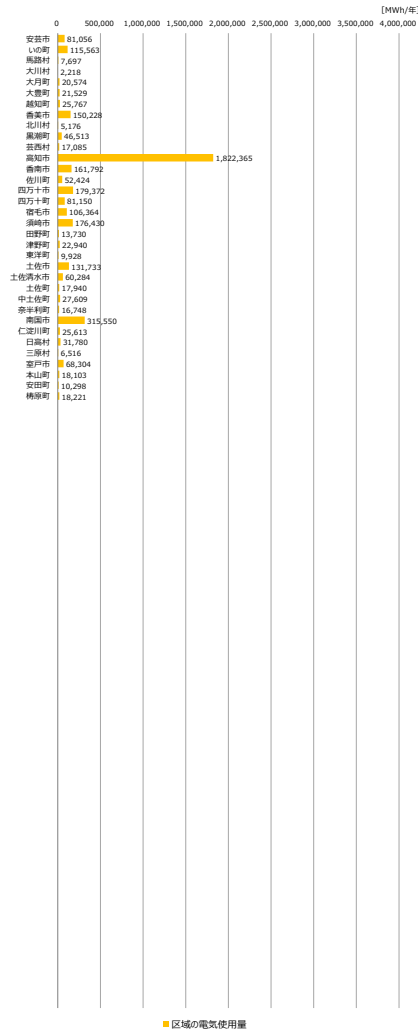 [MWh/年]
0 500,000 1,000,000 1,500,000 2,000,000 2,500,000 3,000,000 3,500,000 4,000,000
安芸市 81,056
いの町 115,563
馬路村 7,697
大川村 2,218
大月町 20,574
大豊町 21,529
越知町 25,767
香美市 150,228
北川村 5,176
黒潮町 46,513
芸西村 17,085
高知市 1,822,365
香南市 161,792
佐川町 52,424
四万十市 179,372
四万十町 81,150
宿毛市 106,364
須崎市 176,430
田野町 13,730
津野町 22,940
東洋町 9,928
土佐市 131,733
土佐清水市 60,284
土佐町 17,940
中土佐町 27,609
奈半利町 16,748
南国市 315,550
仁淀川町 25,613
日高村 31,780
三原村 6,516
室戸市 68,304
本山町 18,103
安田町 10,298
梼原町 18,221
区域の電気使用量